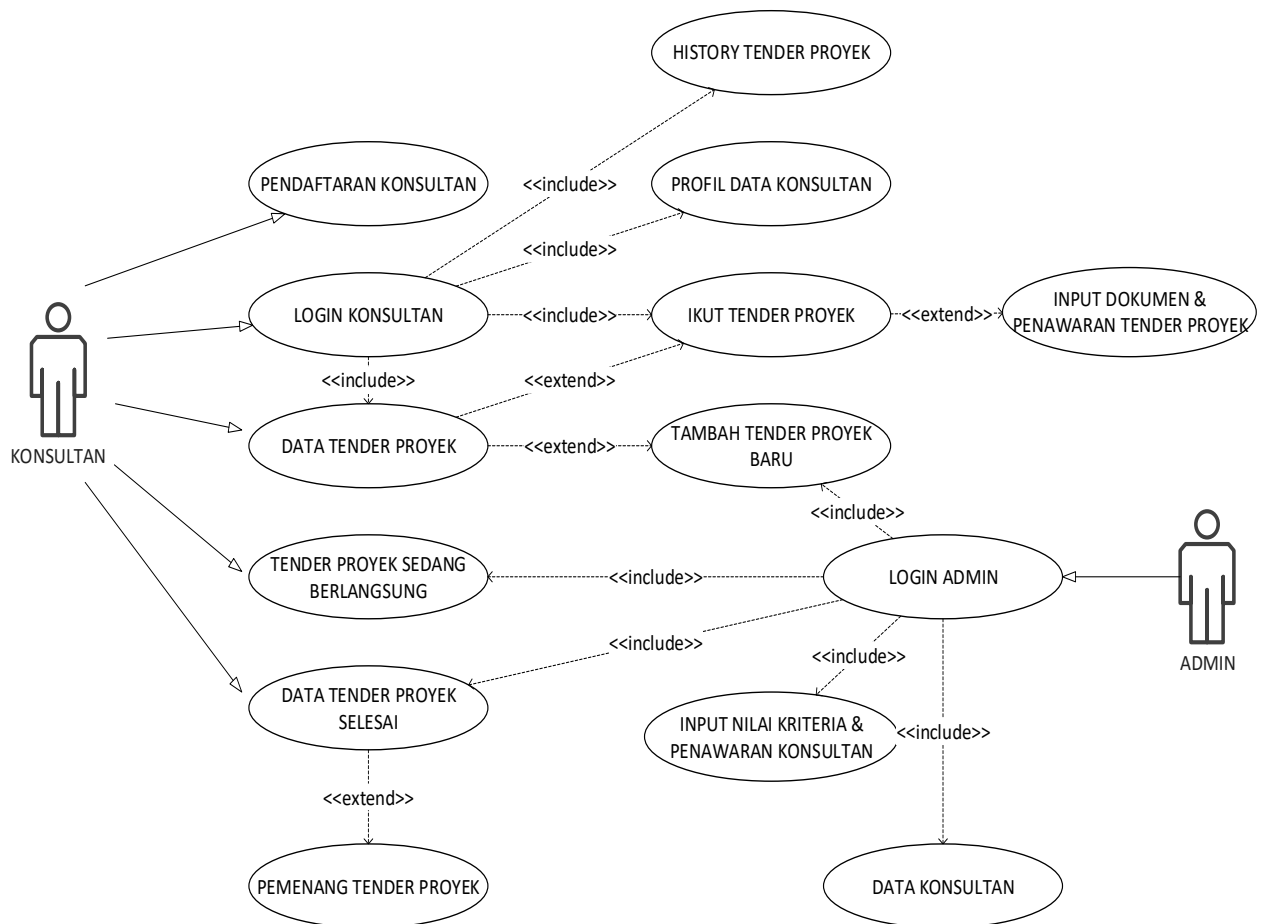 HISTORY TENDER PROYEK
PENDAFTARAN KONSULTAN
<<include>>
PROFIL DATA KONSULTAN
<<include>>
LOGIN KONSULTAN
<<include>>
IKUT TENDER PROYEK
<<extend>>
INPUT DOKUMEN &
PENAWARAN TENDER PROYEK
<<include>>
<<extend>>
KONSULTAN
DATA TENDER PROYEK
<<extend>>
TAMBAH TENDER PROYEK
BARU
<<include>>
TENDER PROYEK SEDANG
BERLANGSUNG
<<include>>
LOGIN ADMIN
ADMIN
<<include>>
<<include>>
DATA TENDER PROYEK
SELESAI
INPUT NILAI KRITERIA &
PENAWARAN KONSULTAN
<<include>>
<<extend>>
PEMENANG TENDER PROYEK
DATA KONSULTAN